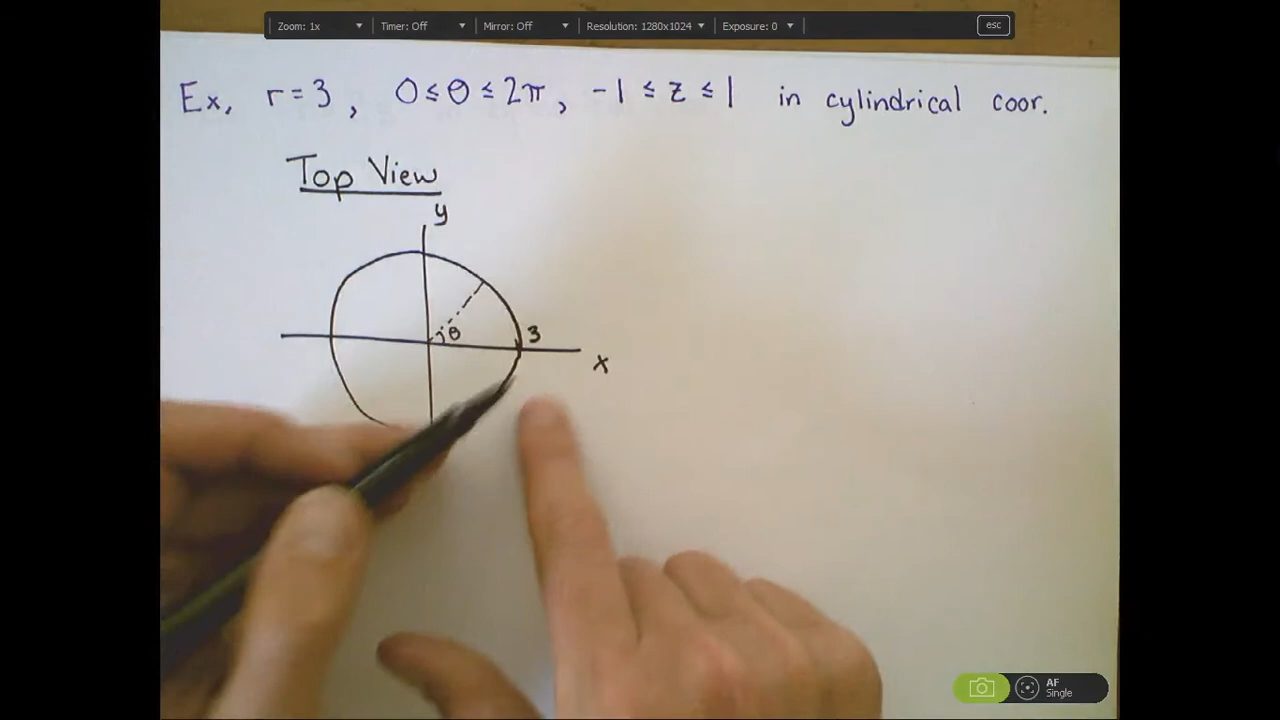 Zoom: 1x Timer: Off Mirror: Off Resolution: 1280x1024 Exposure: 0 esc
Ex. r=3, 0≤θ≤2π, -1≤z≤1 in cylindrical coor.
Top View
y
θ 3
x
AF
Single